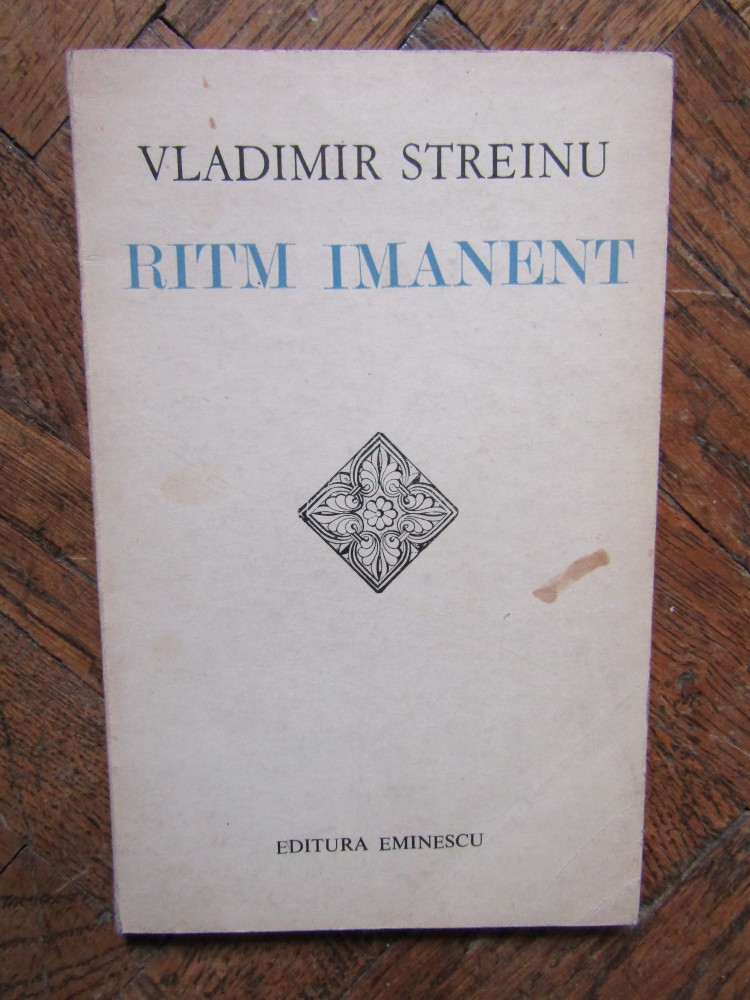 VLADIMIR STREINU
RITM IMANENT
EDITURA EMINESCU